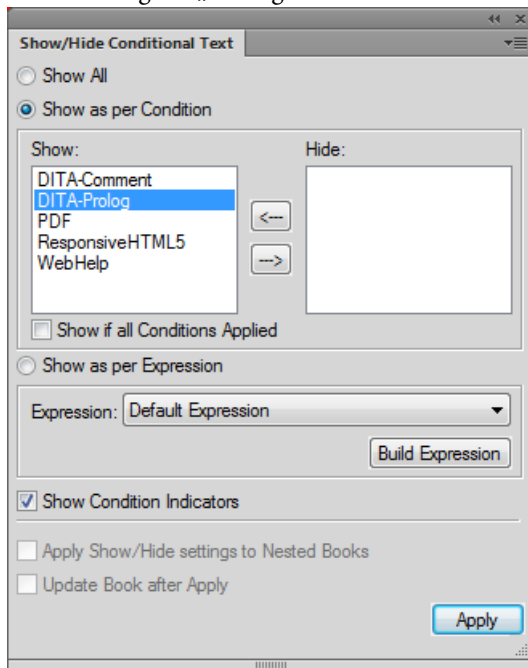 Show/Hide Conditional Text
Show All
Show as per Condition
Show: Hide:
DITA-Comment
DITA-Prolog
PDF
ResponsiveHTML5
WebHelp
<---
--->
Show if all Conditions Applied
Show as per Expression
Expression: Default Expression
Build Expression
Show Condition Indicators
Apply Show/Hide settings to Nested Books
Update Book after Apply
Apply